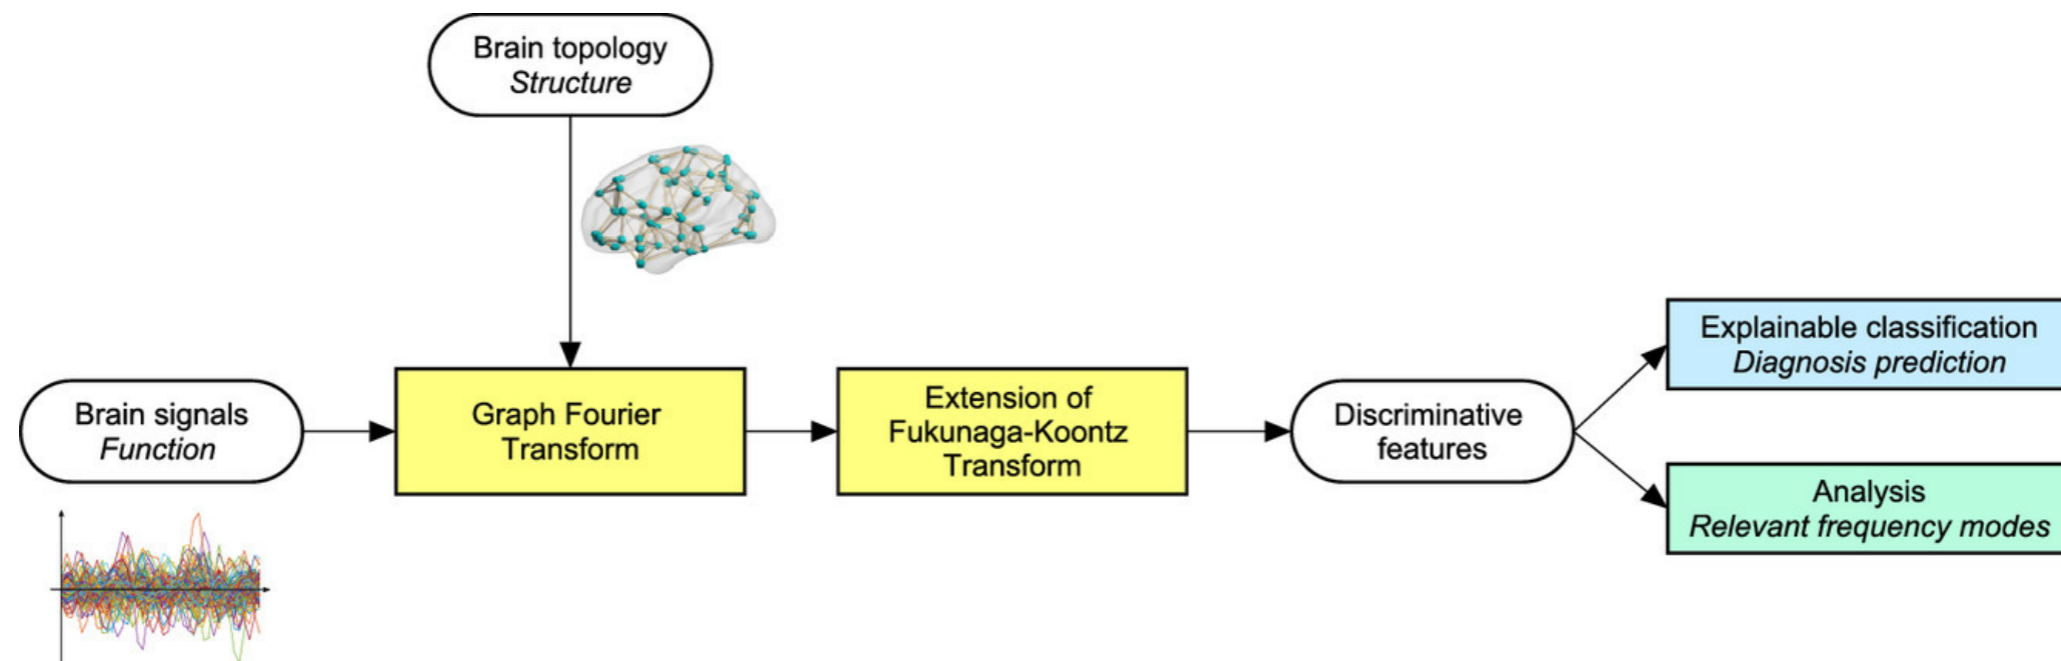 Brain topology
Structure
Brain signals
Function
Graph Fourier
Transform
Extension of
Fukunaga-Koontz
Transform
Discriminative
features
Explainable classification
Diagnosis prediction
Analysis
Relevant frequency modes